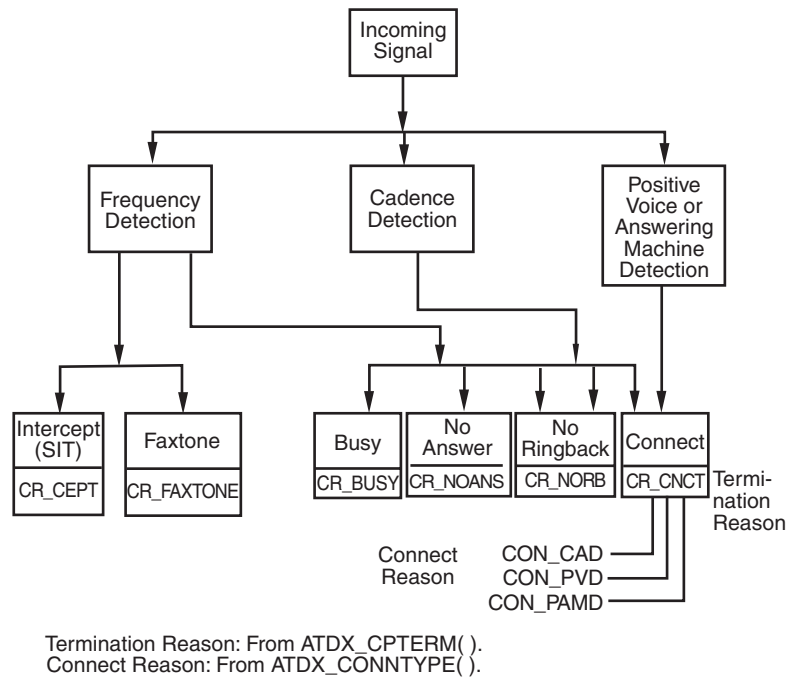 Incoming
Signal
Frequency
Detection
Cadence
Detection
Positive
Voice or
Answering
Machine
Detection
Intercept
(SIT)
CR_CEPT
Faxtone
CR_FAXTONE
Busy
CR_BUSY
No
Answer
CR_NOANS
No
Ringback
CR_NORB
Connect
CR_CNCT
Termi-
nation
Reason
Connect
Reason
CON_CAD
CON_PVD
CON_PAMD
Termination Reason: From ATDX_CPTERM( ).
Connect Reason: From ATDX_CONNTYPE( ).